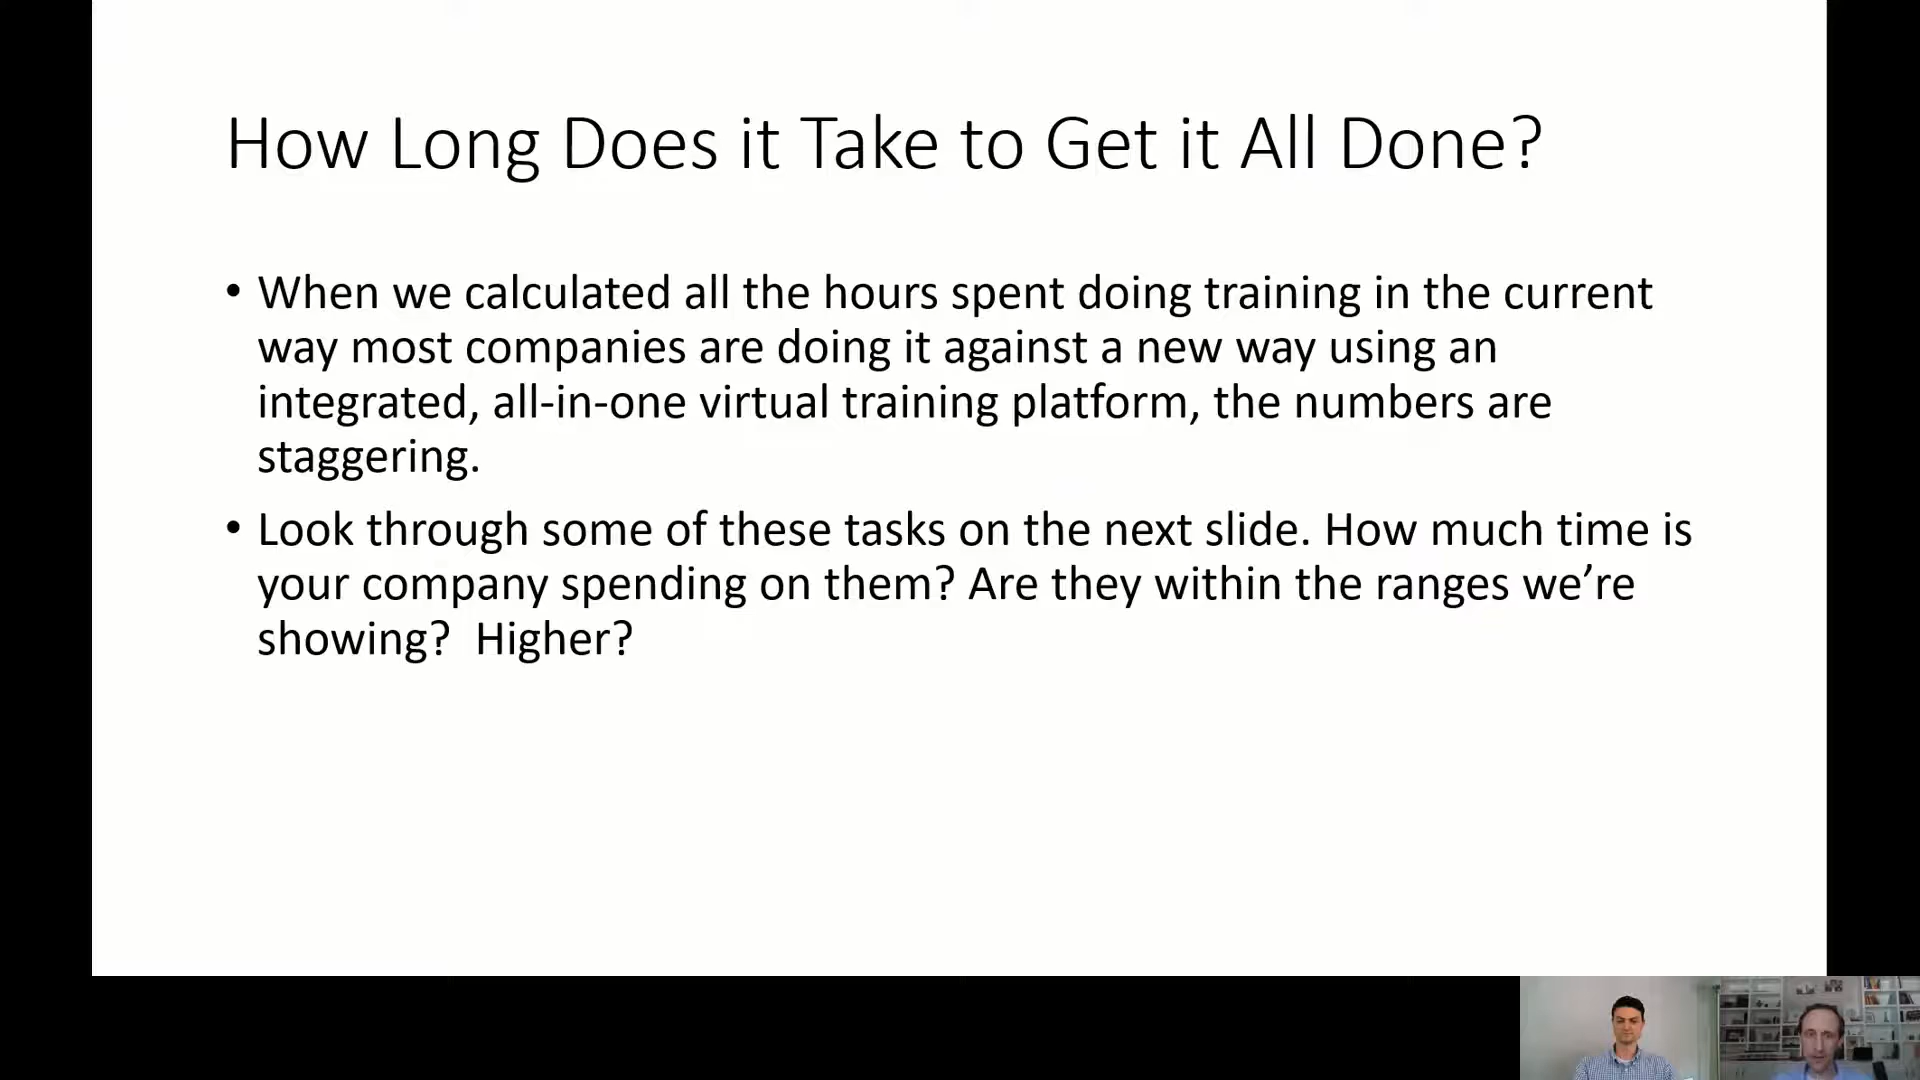 How Long Does it Take to Get it All Done?
• When we calculated all the hours spent doing training in the current
way most companies are doing it against a new way using an
integrated, all-in-one virtual training platform, the numbers are
staggering.
• Look through some of these tasks on the next slide. How much time is
your company spending on them? Are they within the ranges we’re
showing?  Higher?